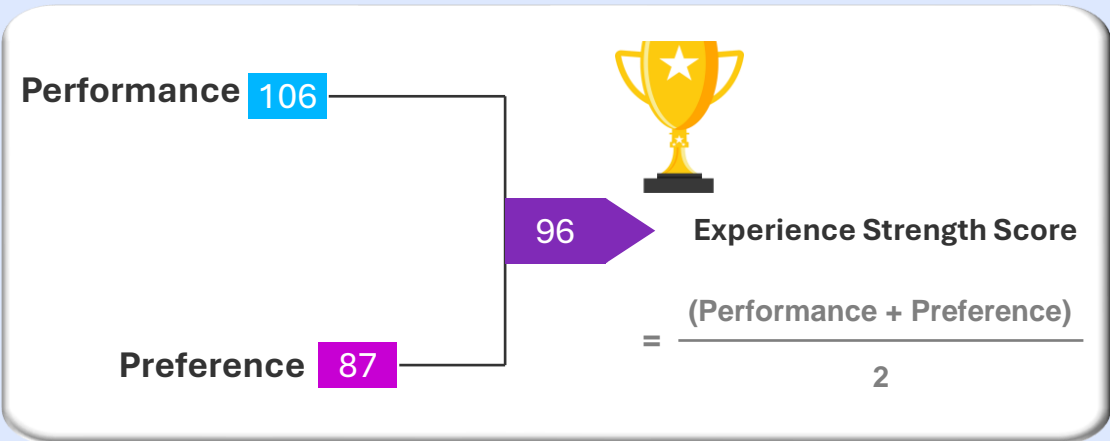 Performance 106
96
Experience Strength Score
(Performance + Preference)
=
2
Preference 87